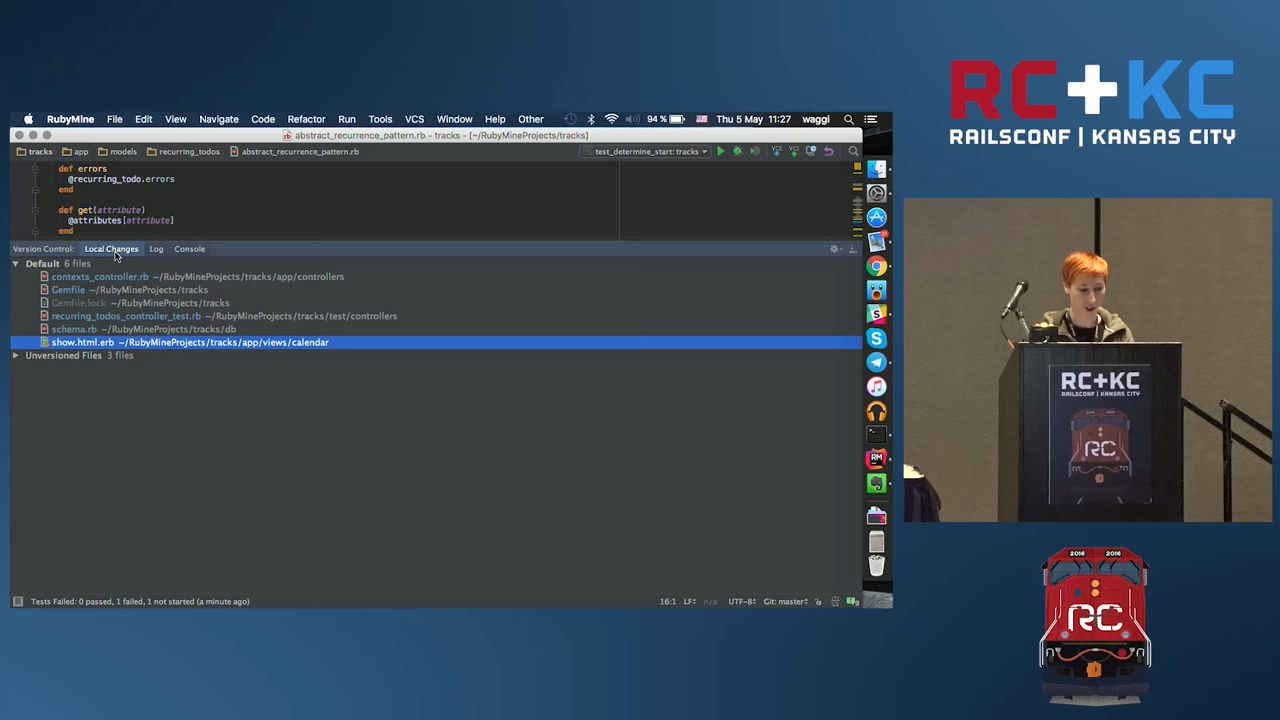 RC+KC
RAILSCONF | KANSAS CITY
RubyMine File Edit View Navigate Code Refactor Run Tools VCS Window Help Other 94 % Thu 5 May 11:27 waggi
abstract_recurrence_pattern.rb - tracks - [~/RubyMineProjects/tracks]
tracks app models recurring_todos abstract_recurrence_pattern.rb test_determine_start: tracks
def errors
@recurring_todo.errors
end
def get(attribute)
@attributes[attribute]
end
Version Control: Local Changes Log Console
Default 6 files
contexts_controller.rb ~/RubyMineProjects/tracks/app/controllers
Gemfile ~/RubyMineProjects/tracks
Gemfile.lock ~/RubyMineProjects/tracks
recurring_todos_controller_test.rb ~/RubyMineProjects/tracks/test/controllers
schema.rb ~/RubyMineProjects/tracks/db
show.html.erb ~/RubyMineProjects/tracks/app/views/calendar
Unversioned Files 3 files
Tests Failed: 0 passed, 1 failed, 1 not started (a minute ago) 16:1 LF n/a UTF-8 Git: master
RC+KC
RAILSCONF | KANSAS CITY
RC
2016 2016
RC